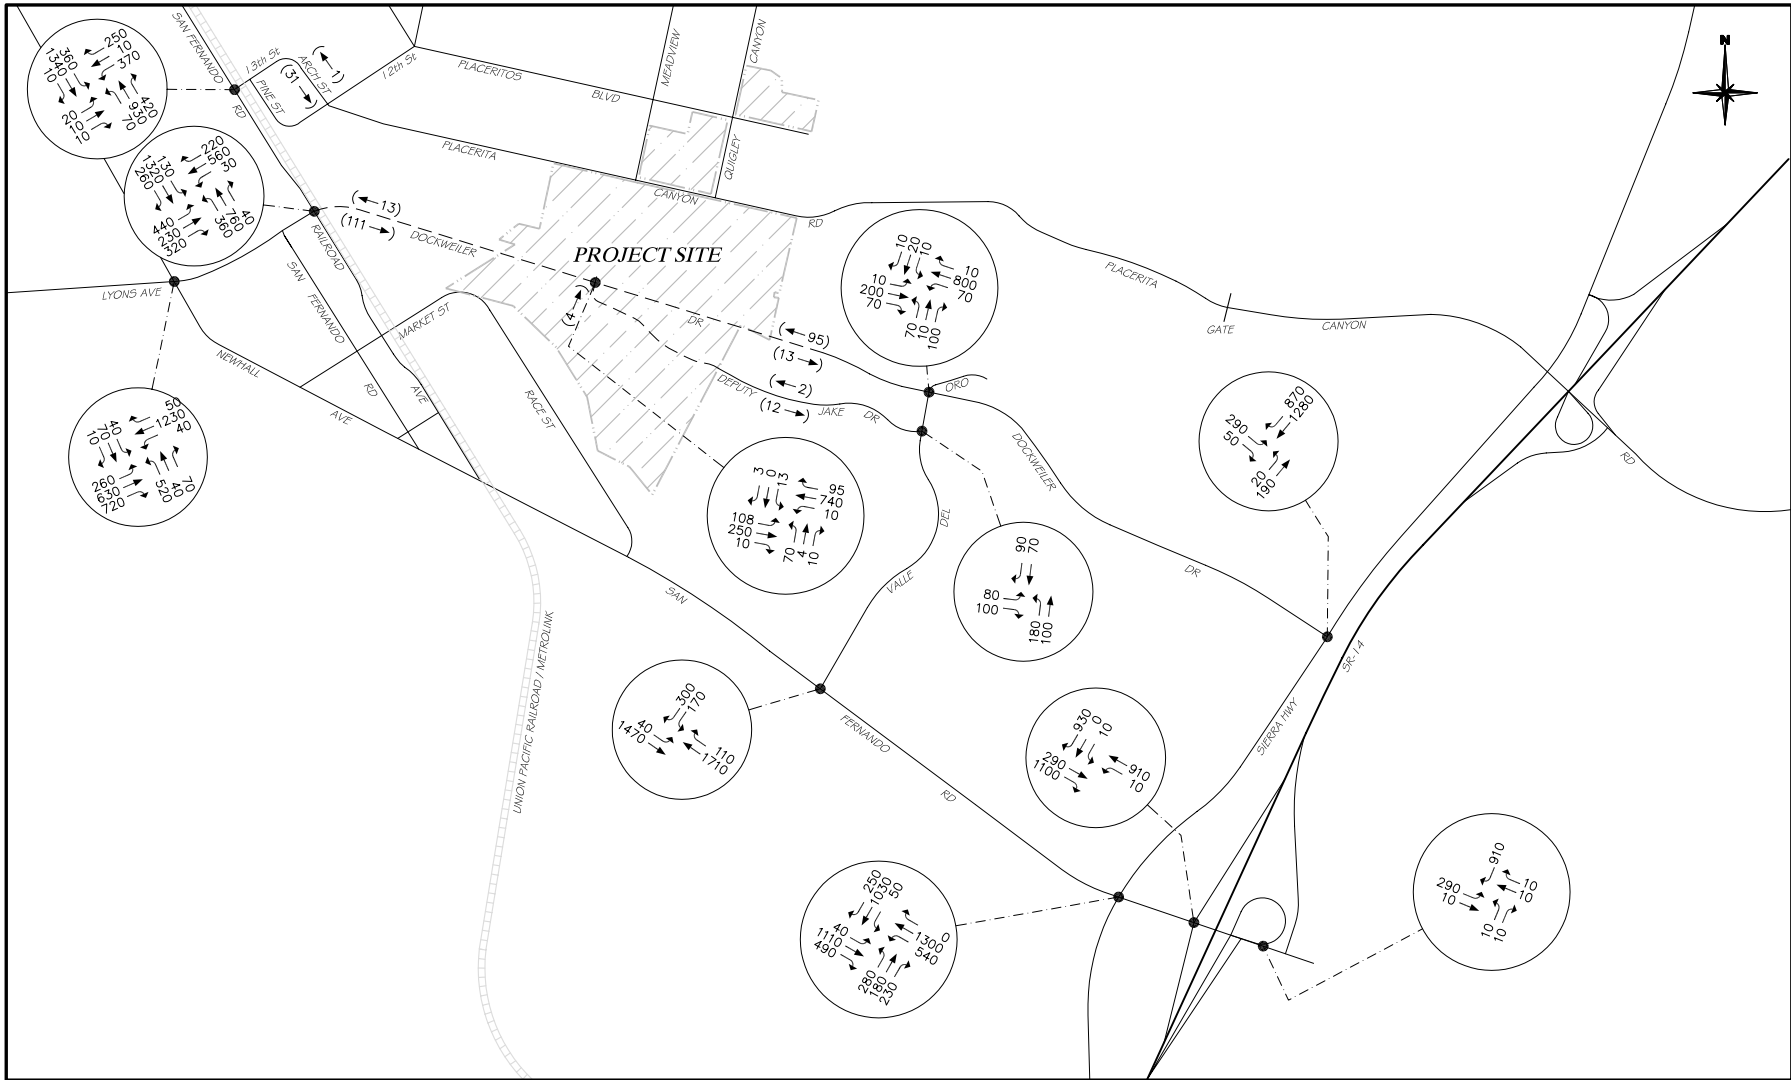 N
SAN FERNANDO
RD
13th St
ARCH ST
PINE ST
12th St
(1)
(31)
PLACERITOS
BLVD
MEADVIEW
CANYON
QUIGLEY
PLACERITA
CANYON
RD
PLACERITA
GATE
CANYON
RD
250
10
370
360
1340
10
20
10
10
420
930
70
220
560
30
130
1320
260
440
230
320
40
760
360
(13)
(111)
DOCKWEILER
PROJECT SITE
DR
(4)
(95)
(13)
(2)
(12)
DEPUTY
JAKE
DR
ORO
DOCKWEILER
DR
LYONS AVE
RAILROAD
AVE
SAN
FERNANDO
RD
MARKET ST
RACE ST
NEWHALL
AVE
10
20
10
10
200
70
10
800
70
70
10
100
870
1280
290
50
20
190
50
1230
40
40
70
10
260
630
720
70
40
520
3
0
13
95
740
10
108
250
10
70
4
10
90
70
80
100
180
100
DEL
VALLE
SAN
FERNANDO
RD
SR-14
SIERRA HWY
UNION PACIFIC RAILROAD / METROLINK
300
170
40
1470
110
1710
930
0
10
290
1100
910
10
250
1030
50
40
1110
490
0
1300
540
280
180
230
910
290
10
10
10
10
10